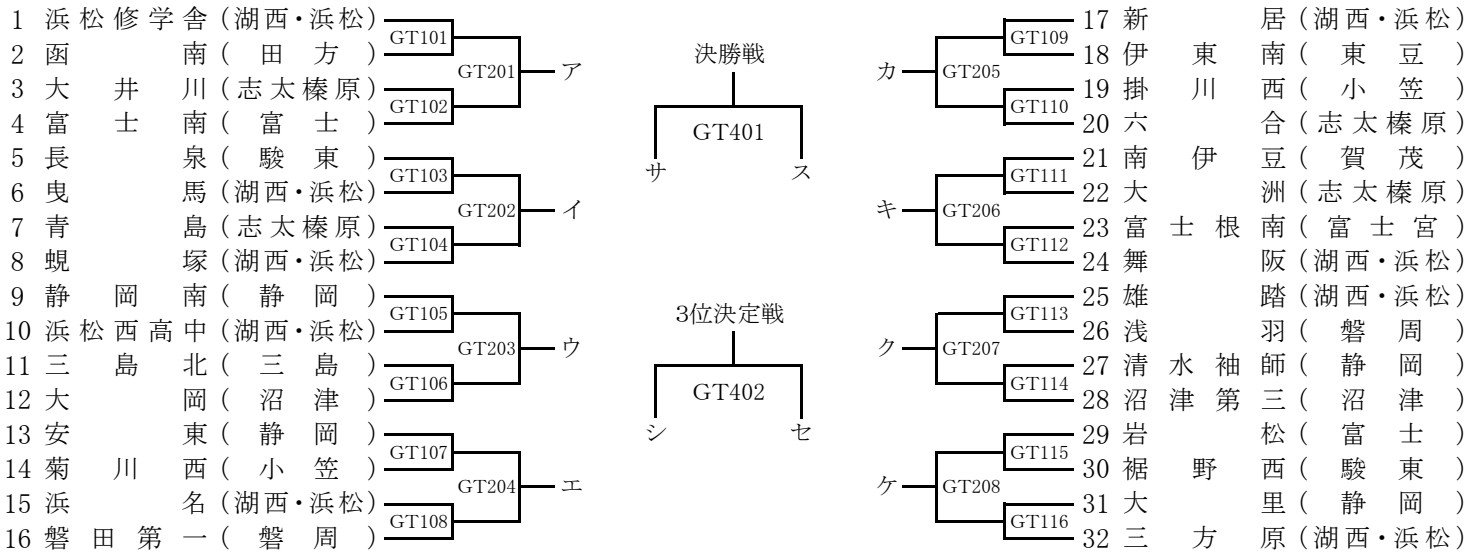 1 浜松修学舎(湖西・浜松)
GT101
2 函南(田方)
GT201 ア
3 大井川(志太榛原)
GT102
4 富士南(富士)
5 長泉(駿東)
GT103
6 曳馬(湖西・浜松)
GT202 イ
7 青島(志太榛原)
GT104
8 蜆塚(湖西・浜松)
9 静岡南(静岡)
GT105
10 浜松西高中(湖西・浜松)
GT203 ウ
11 三島北(三島)
GT106
12 大岡(沼津)
13 安東(静岡)
GT107
14 菊川西(小笠)
GT204 エ
15 浜名(湖西・浜松)
GT108
16 磐田第一(磐周)
決勝戦
GT401
サ ス
3位決定戦
GT402
シ セ
17 新居(湖西・浜松)
GT109
18 伊東南(東豆)
カ GT205
19 掛川西(小笠)
GT110
20 六合(志太榛原)
21 南伊豆(賀茂)
GT111
22 大洲(志太榛原)
キ GT206
23 富士根南(富士宮)
GT112
24 舞阪(湖西・浜松)
25 雄踏(湖西・浜松)
GT113
26 浅羽(磐周)
ク GT207
27 清水袖師(静岡)
GT114
28 沼津第三(沼津)
29 岩松(富士)
GT115
30 裾野西(駿東)
ケ GT208
31 大里(静岡)
GT116
32 三方原(湖西・浜松)